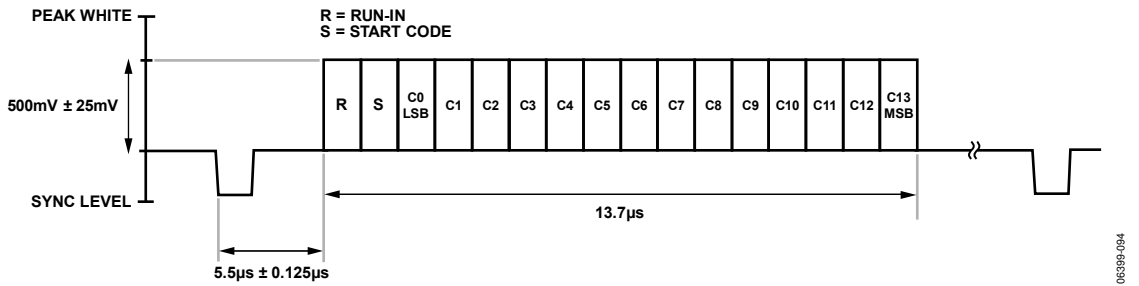 PEAK WHITE
R = RUN-IN
S = START CODE
500mV ± 25mV
R
S
C0
LSB
C1
C2
C3
C4
C5
C6
C7
C8
C9
C10
C11
C12
C13
MSB
SYNC LEVEL
13.7µs
5.5µs ± 0.125µs
06399-094